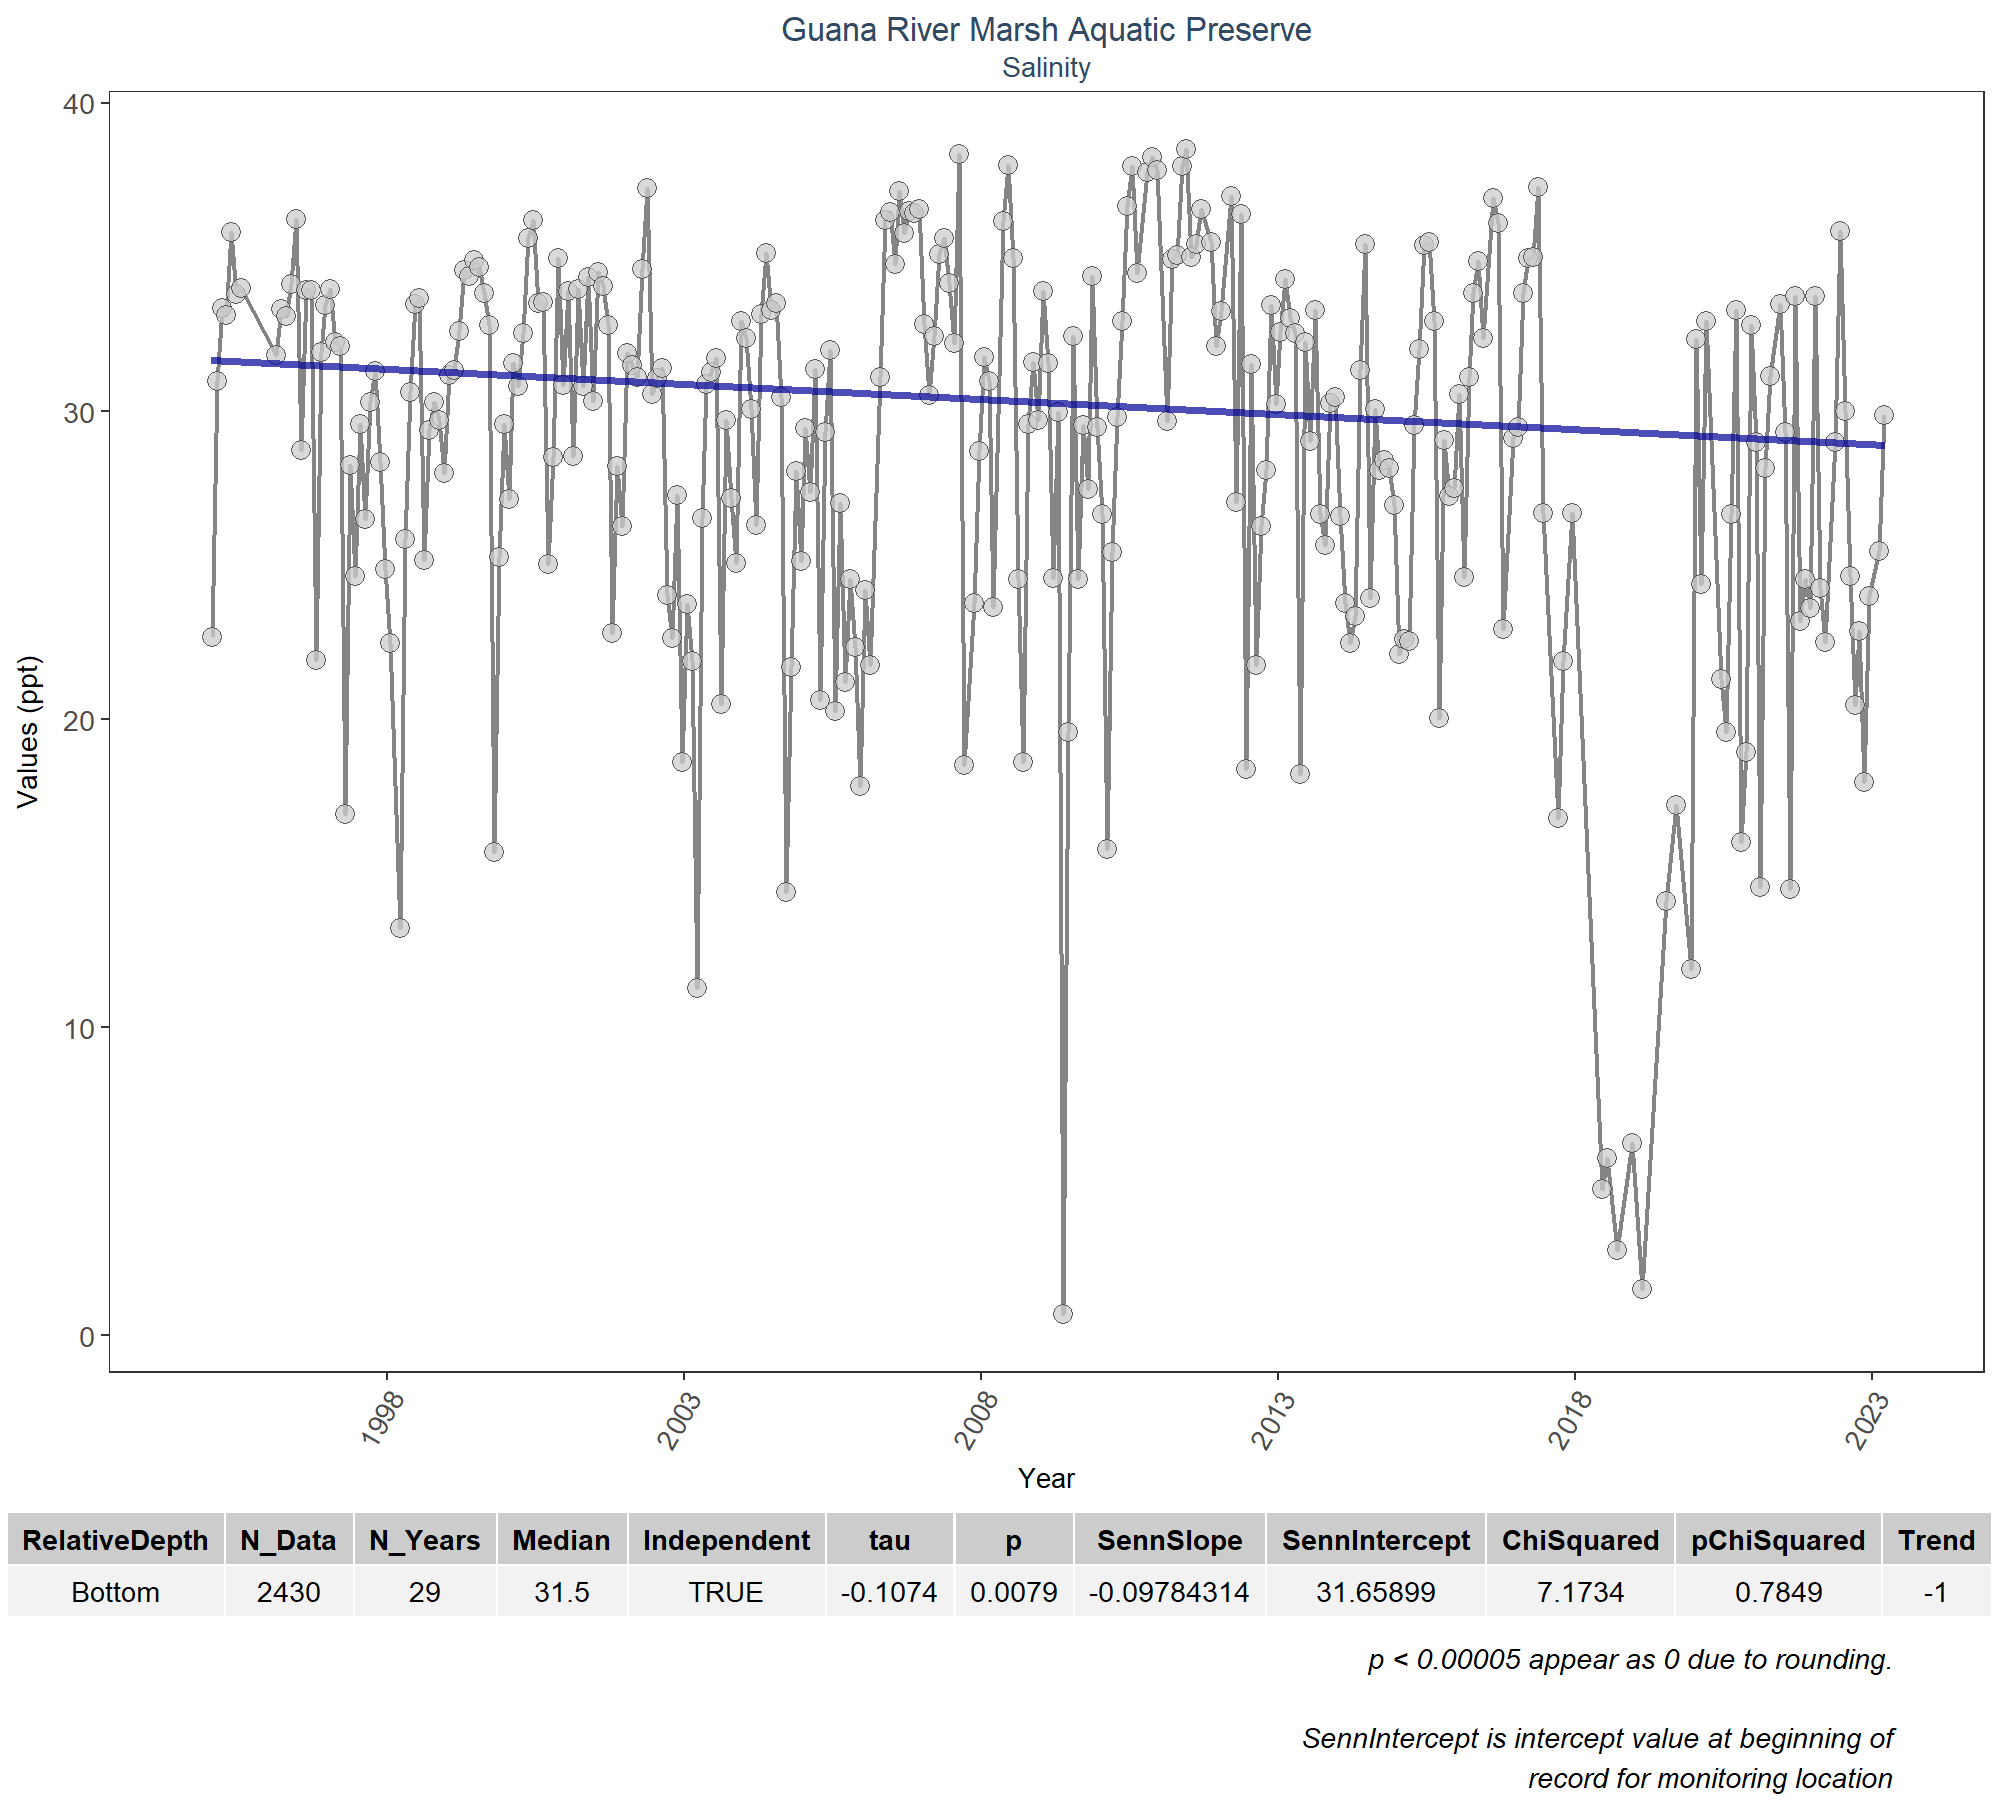 Guana River Marsh Aquatic Preserve
Salinity
40
30
20
10
0
Values (ppt)
1998
2003
2008
2013
2018
2023
Year
RelativeDepth N_Data N_Years Median Independent tau p SennSlope SennIntercept ChiSquared pChiSquared Trend
Bottom 2430 29 31.5 TRUE -0.1074 0.0079 -0.09784314 31.65899 7.1734 0.7849 -1
p < 0.00005 appear as 0 due to rounding.
SennIntercept is intercept value at beginning of
record for monitoring location